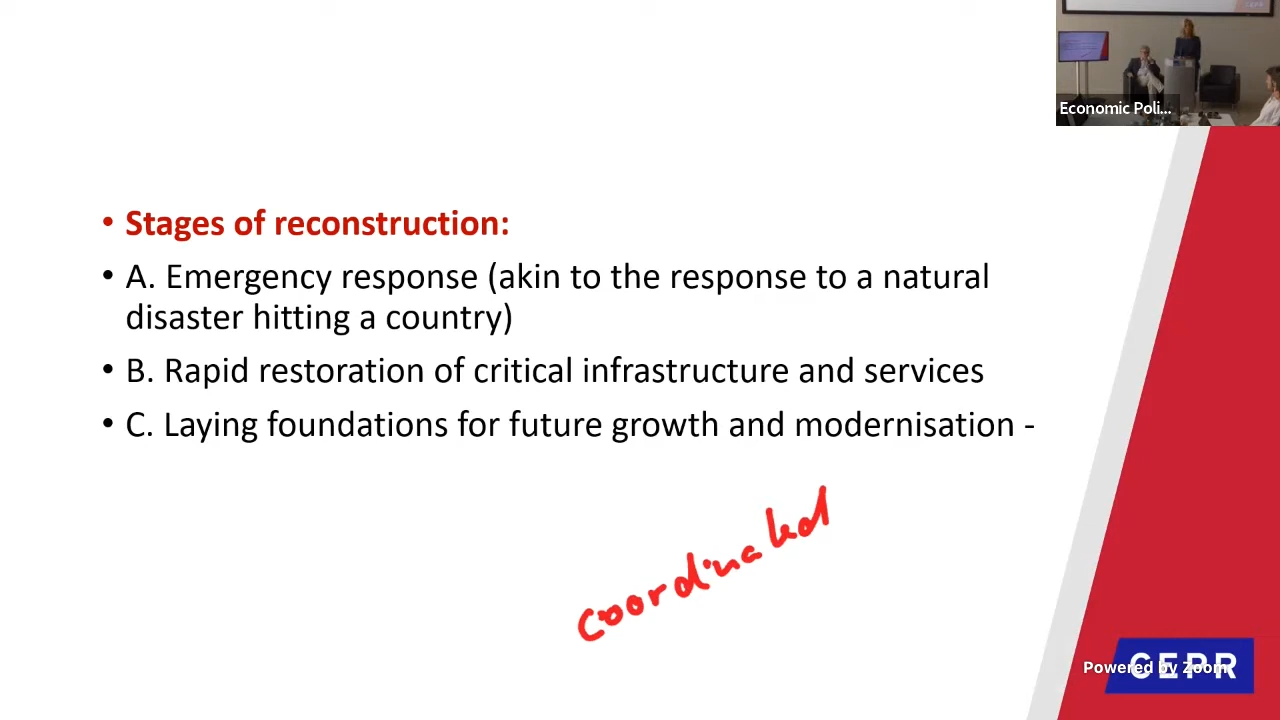 Economic Poli...
• Stages of reconstruction:
• A. Emergency response (akin to the response to a natural
disaster hitting a country)
• B. Rapid restoration of critical infrastructure and services
• C. Laying foundations for future growth and modernisation -
coordinated
Powered by Zoom
CEPR